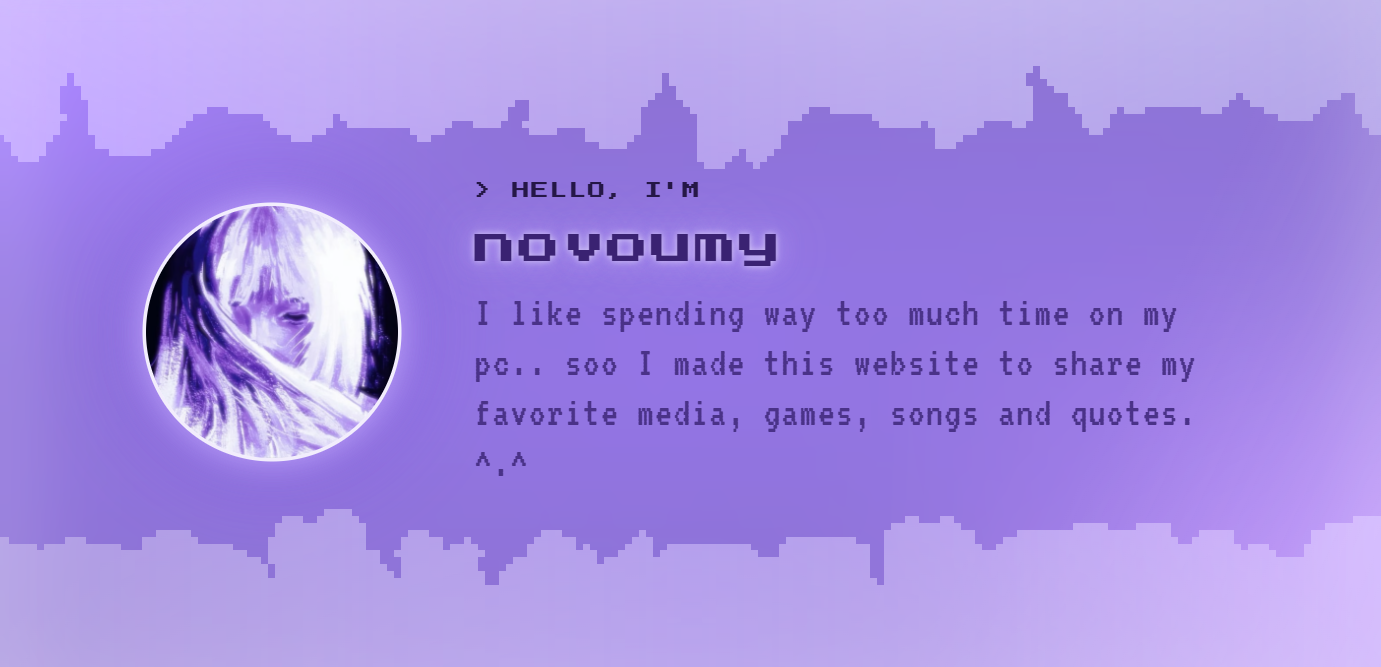 > HELLO, I'M
novoumy
I like spending way too much time on my
pc.. soo I made this website to share my
favorite media, games, songs and quotes.
^.^